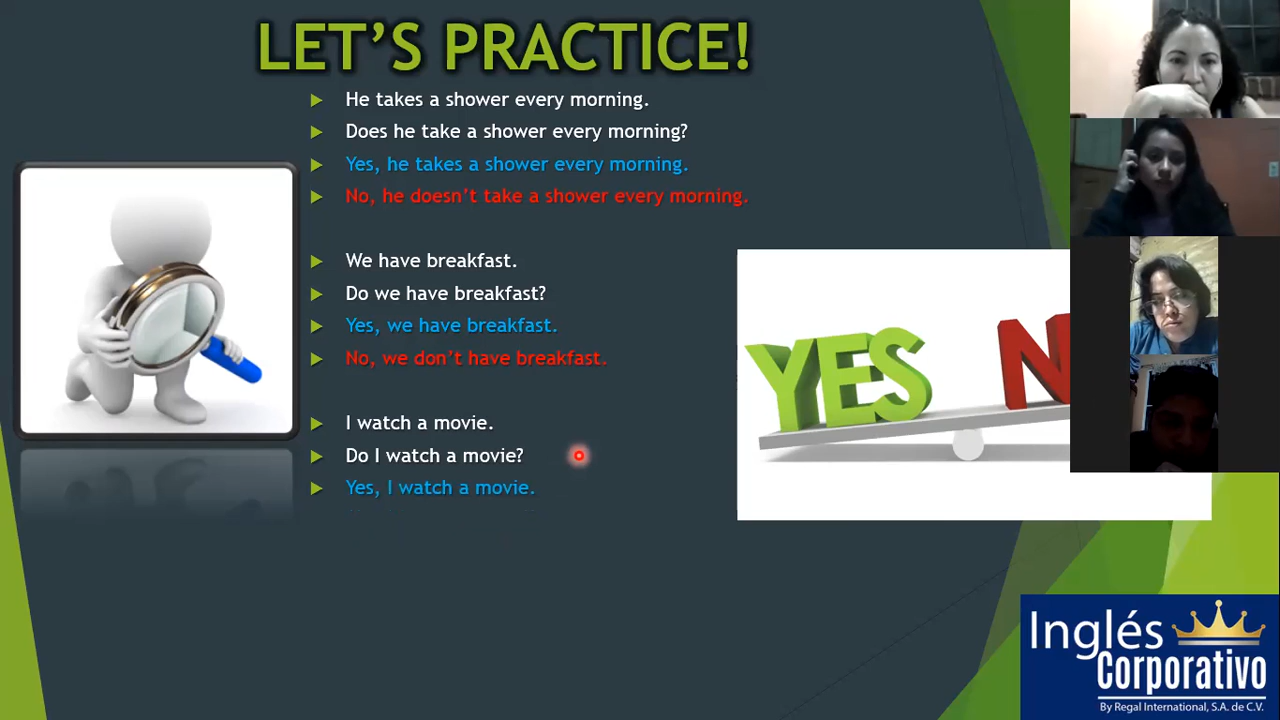 LET'S PRACTICE!
He takes a shower every morning.
Does he take a shower every morning?
Yes, he takes a shower every morning.
No, he doesn't take a shower every morning.
We have breakfast.
Do we have breakfast?
Yes, we have breakfast.
No, we don't have breakfast.
I watch a movie.
Do I watch a movie?
Yes, I watch a movie.
YES N
Inglés
Corporativo
By Regal International, S.A. de C.V.